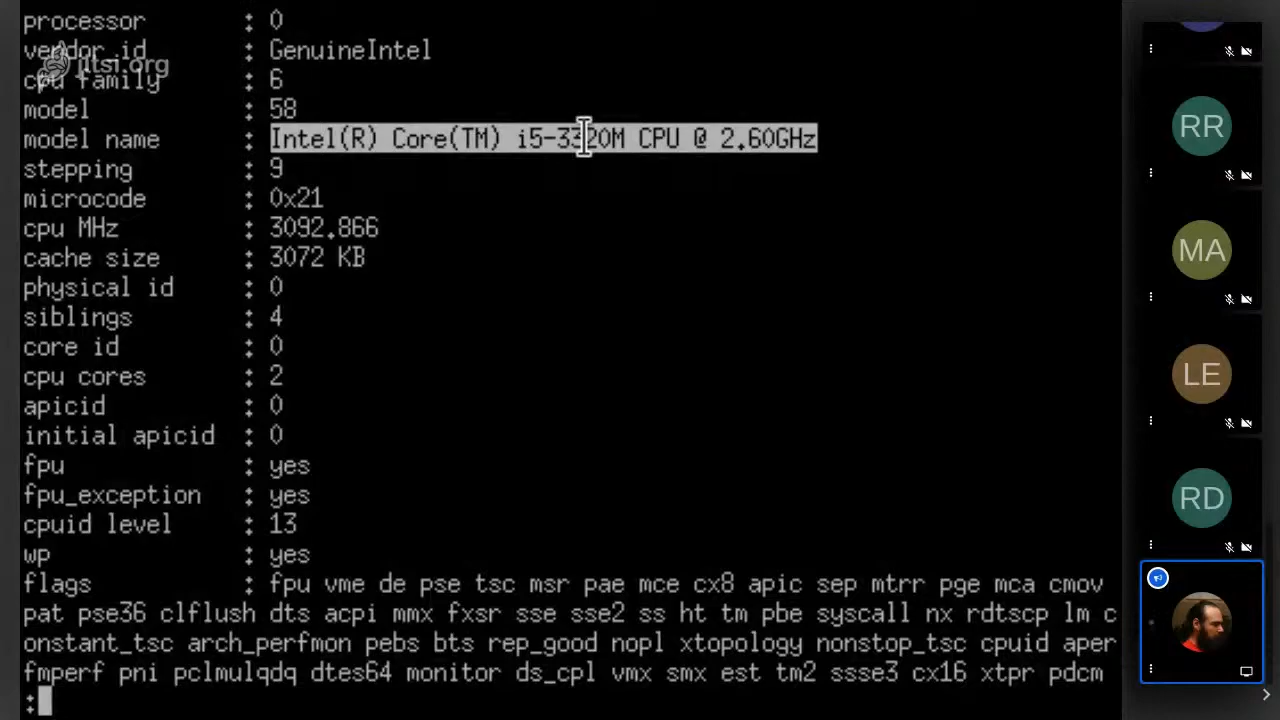 processor : 0
vendor_id : GenuineIntel
jitsi.org
cpu family : 6
model : 58
model name : Intel(R) Core(TM) i5-3320M CPU @ 2.60GHz
stepping : 9
microcode : 0x21
cpu MHz : 3092.866
cache size : 3072 KB
physical id : 0
siblings : 4
core id : 0
cpu cores : 2
apicid : 0
initial apicid : 0
fpu : yes
fpu_exception : yes
cpuid level : 13
wp : yes
flags : fpu vme de pse tsc msr pae mce cx8 apic sep mtrr pge mca cmov
pat pse36 clflush dts acpi mmx fxsr sse sse2 ss ht tm pbe syscall nx rdtscp lm c
onstant_tsc arch_perfmon pebs bts rep_good nopl xtopology nonstop_tsc cpuid aper
fmperf pni pclmulqdq dtes64 monitor ds_cpl vmx smx est tm2 ssse3 cx16 xtpr pdcm
:
RR
MA
LE
RD